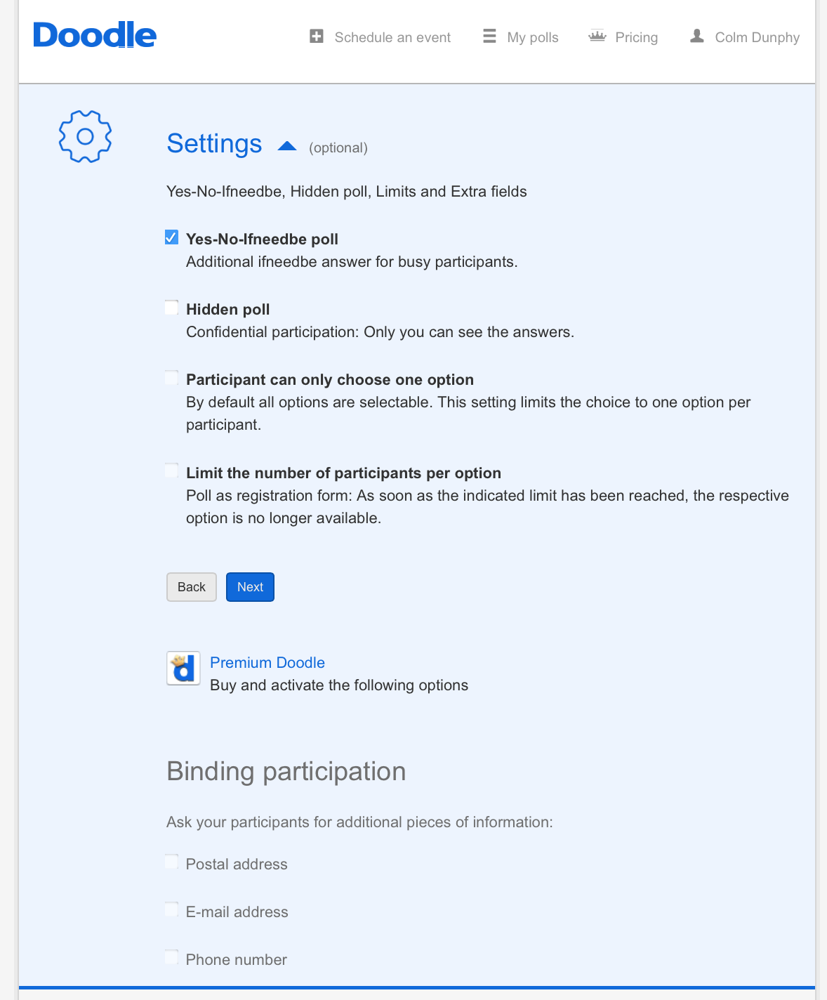 Doodle
Schedule an event
My polls
Pricing
Colm Dunphy
Settings (optional)
Yes-No-Ifneedbe, Hidden poll, Limits and Extra fields
Yes-No-Ifneedbe poll
Additional ifneedbe answer for busy participants.
Hidden poll
Confidential participation: Only you can see the answers.
Participant can only choose one option
By default all options are selectable. This setting limits the choice to one option per
participant.
Limit the number of participants per option
Poll as registration form: As soon as the indicated limit has been reached, the respective
option is no longer available.
Back
Next
d
Premium Doodle
Buy and activate the following options
Binding participation
Ask your participants for additional pieces of information:
Postal address
E-mail address
Phone number